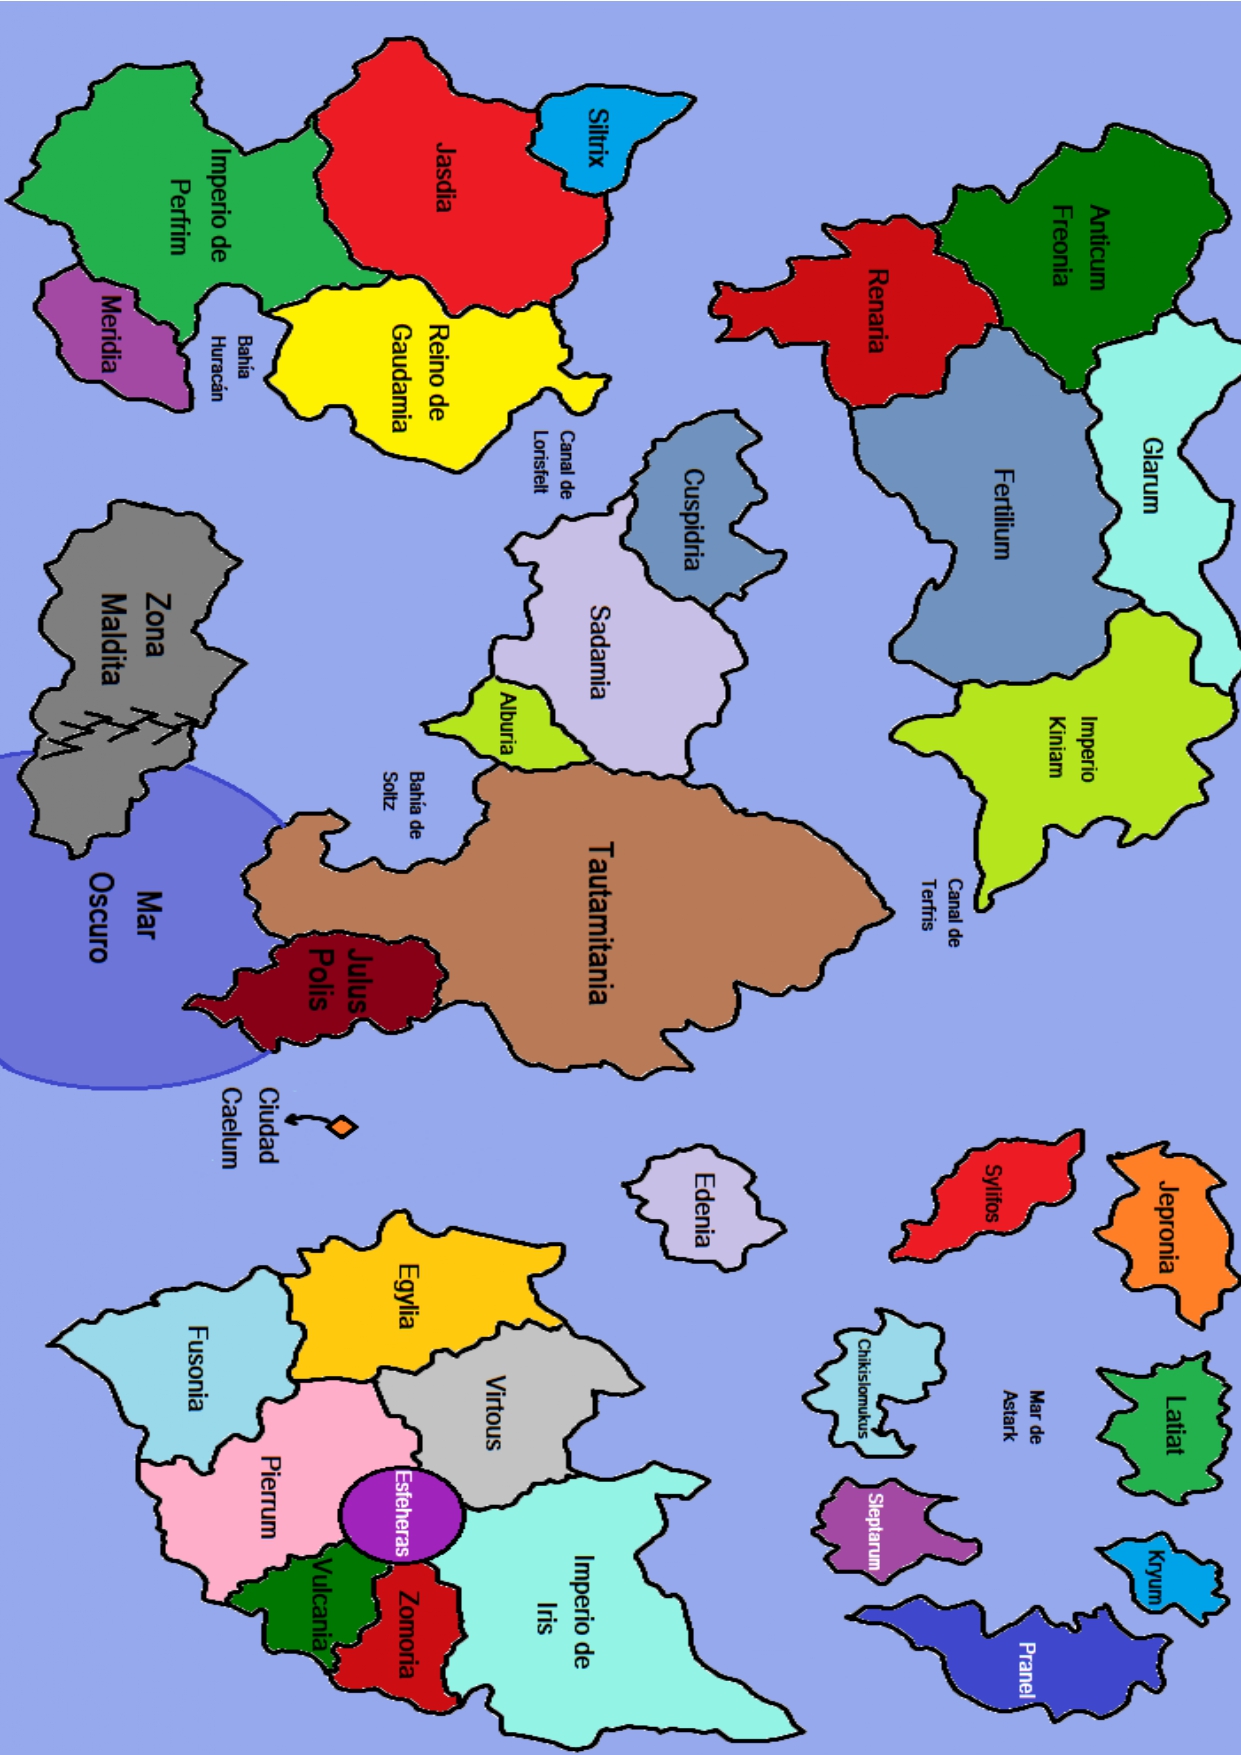 Glarum
Anticum
Freonia
Imperio
Kiniam
Fertilium
Renaria
Canal de
Terfris
Jepronia
Latiat
Kryum
Pranel
Sylifos
Mar de
Astark
Chikislomukus
Sleptarum
Cuspidria
Sadamia
Tautamitania
Alburia
Edenia
Siltrix
Jasdia
Reino de
Gaudamia
Canal de
Lorisfelt
Imperio de
Perfrim
Bahía
Huracán
Meridia
Bahía de
Soltz
Julus
Polis
Ciudad
Caelum
Zona
Maldita
Mar
Oscuro
Imperio de
Iris
Virtous
Egylia
Esfeheras
Zomoria
Vulcania
Pierrum
Fusonia